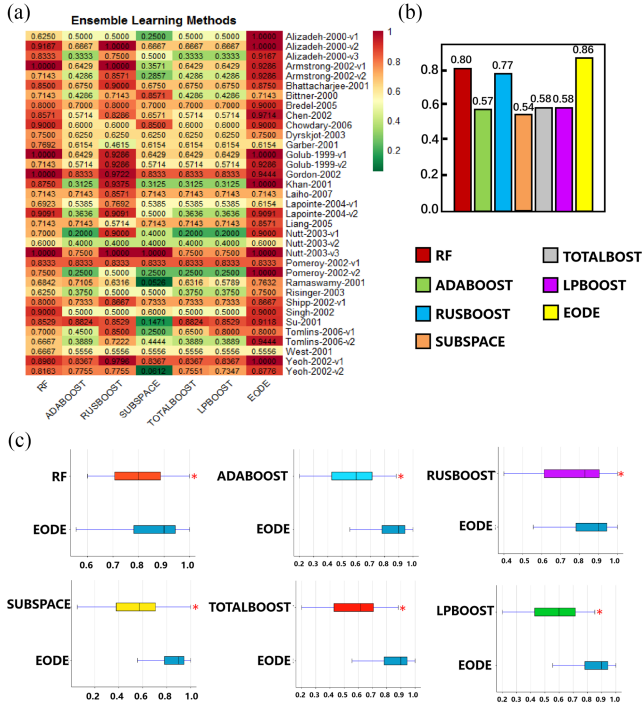 (a)
Ensemble Learning Methods
0.6250 0.5000 0.5000 0.2500 0.5000 0.5000 1.0000 Alizadeh-2000-v1
0.9167 0.6667 1.0000 0.6667 0.6667 0.6667 1.0000 Alizadeh-2000-v2
0.8333 0.3333 0.7500 0.5000 0.3333 0.3333 0.9167 Alizadeh-2000-v3
1.0000 0.6429 1.0000 0.3571 0.6429 0.6429 0.9286 Armstrong-2002-v1
0.7143 0.4286 0.8571 0.2857 0.4286 0.4286 0.9286 Armstrong-2002-v2
0.8500 0.6750 0.9000 0.6750 0.6750 0.6750 0.8750 Bhattacharjee-2001
0.7143 0.4286 0.7143 0.5714 0.4286 0.4286 1.0000 Bittner-2000
0.8000 0.7000 0.8000 0.7000 0.7000 0.7000 0.9000 Bredel-2005
0.8571 0.5714 0.8286 0.6571 0.5714 0.5714 0.9714 Chen-2002
0.9000 0.6000 0.6000 0.8500 0.6000 0.6000 0.9000 Chowdary-2006
0.7500 0.6250 0.6250 0.6250 0.6250 0.6250 0.7500 Dyrskjot-2003
0.7692 0.6154 0.4615 0.6154 0.6154 0.6154 0.6154 Garber-2001
1.0000 0.6429 0.9286 0.6429 0.6429 0.6429 1.0000 Golub-1999-v1
0.7143 0.5714 0.9286 0.5714 0.5714 0.5714 0.9286 Golub-1999-v2
1.0000 0.8333 0.9722 0.8333 0.8333 0.8333 0.9444 Gordon-2002
0.8750 0.3125 0.9375 0.3125 0.3125 0.3125 1.0000 Khan-2001
0.7143 0.7143 0.8571 0.7143 0.7143 0.7143 0.7143 Laiho-2007
0.6923 0.5385 0.7692 0.5385 0.5385 0.5385 0.6154 Lapointe-2004-v1
0.9091 0.3636 0.9091 0.5000 0.3636 0.3636 0.9091 Lapointe-2004-v2
0.7143 0.7143 0.5714 0.7143 0.7143 0.7143 0.8571 Liang-2005
0.7000 0.2000 0.9000 0.4000 0.2000 0.2000 0.9000 Nutt-2003-v1
0.6000 0.4000 0.4000 0.4000 0.4000 0.4000 0.6000 Nutt-2003-v2
1.0000 0.7500 1.0000 1.0000 0.7500 0.7500 1.0000 Nutt-2003-v3
0.8333 0.8333 0.8333 0.8333 0.8333 0.8333 0.8333 Pomeroy-2002-v1
0.7500 0.2500 0.5000 0.2500 0.2500 0.2500 1.0000 Pomeroy-2002-v2
0.6842 0.7105 0.6316 0.0526 0.6316 0.5789 0.7632 Ramaswamy-2001
0.6250 0.3750 0.5000 0.5000 0.3750 0.3750 0.7500 Risinger-2003
0.8000 0.7333 0.8667 0.7333 0.7333 0.7333 0.8667 Shipp-2002-v1
0.9000 0.5000 0.6000 0.5000 0.5000 0.5000 0.9000 Singh-2002
0.8529 0.8824 0.8529 0.1471 0.8824 0.8529 0.9118 Su-2001
0.7000 0.4500 0.8500 0.2500 0.6500 0.8000 0.8000 Tomlins-2006-v1
0.6667 0.3889 0.7222 0.4444 0.3889 0.3889 0.9444 Tomlins-2006-v2
0.6667 0.5556 0.5556 0.5556 0.5556 0.5556 0.5556 West-2001
0.8980 0.8367 0.9796 0.8367 0.8367 0.8367 1.0000 Yeoh-2002-v1
0.8163 0.7755 0.7755 0.0612 0.7551 0.7347 0.8776 Yeoh-2002-v2
RF ADABOOST RUSBOOST SUBSPACE TOTALBOOST LPBOOST EODE
1
0.8
0.6
0.4
0.2
(b)
0.8
0.6
0.4
0.2
0
0.80 0.57 0.77 0.54 0.58 0.58 0.86
RF
ADABOOST
RUSBOOST
SUBSPACE
TOTALBOST
LPBOOST
EODE
(c)
RF *
EODE
0.6 0.7 0.8 0.9 1.0
ADABOOST *
EODE
0.2 0.3 0.4 0.5 0.6 0.7 0.8 0.9 1.0
RUSBOOST *
EODE
0.4 0.5 0.6 0.7 0.8 0.9 1.0
SUBSPACE *
EODE
0.2 0.4 0.6 0.8 1.0
TOTALBOOST *
EODE
0.2 0.3 0.4 0.5 0.6 0.7 0.8 0.9 1.0
LPBOOST *
EODE
0.2 0.3 0.4 0.5 0.6 0.7 0.8 0.9 1.0